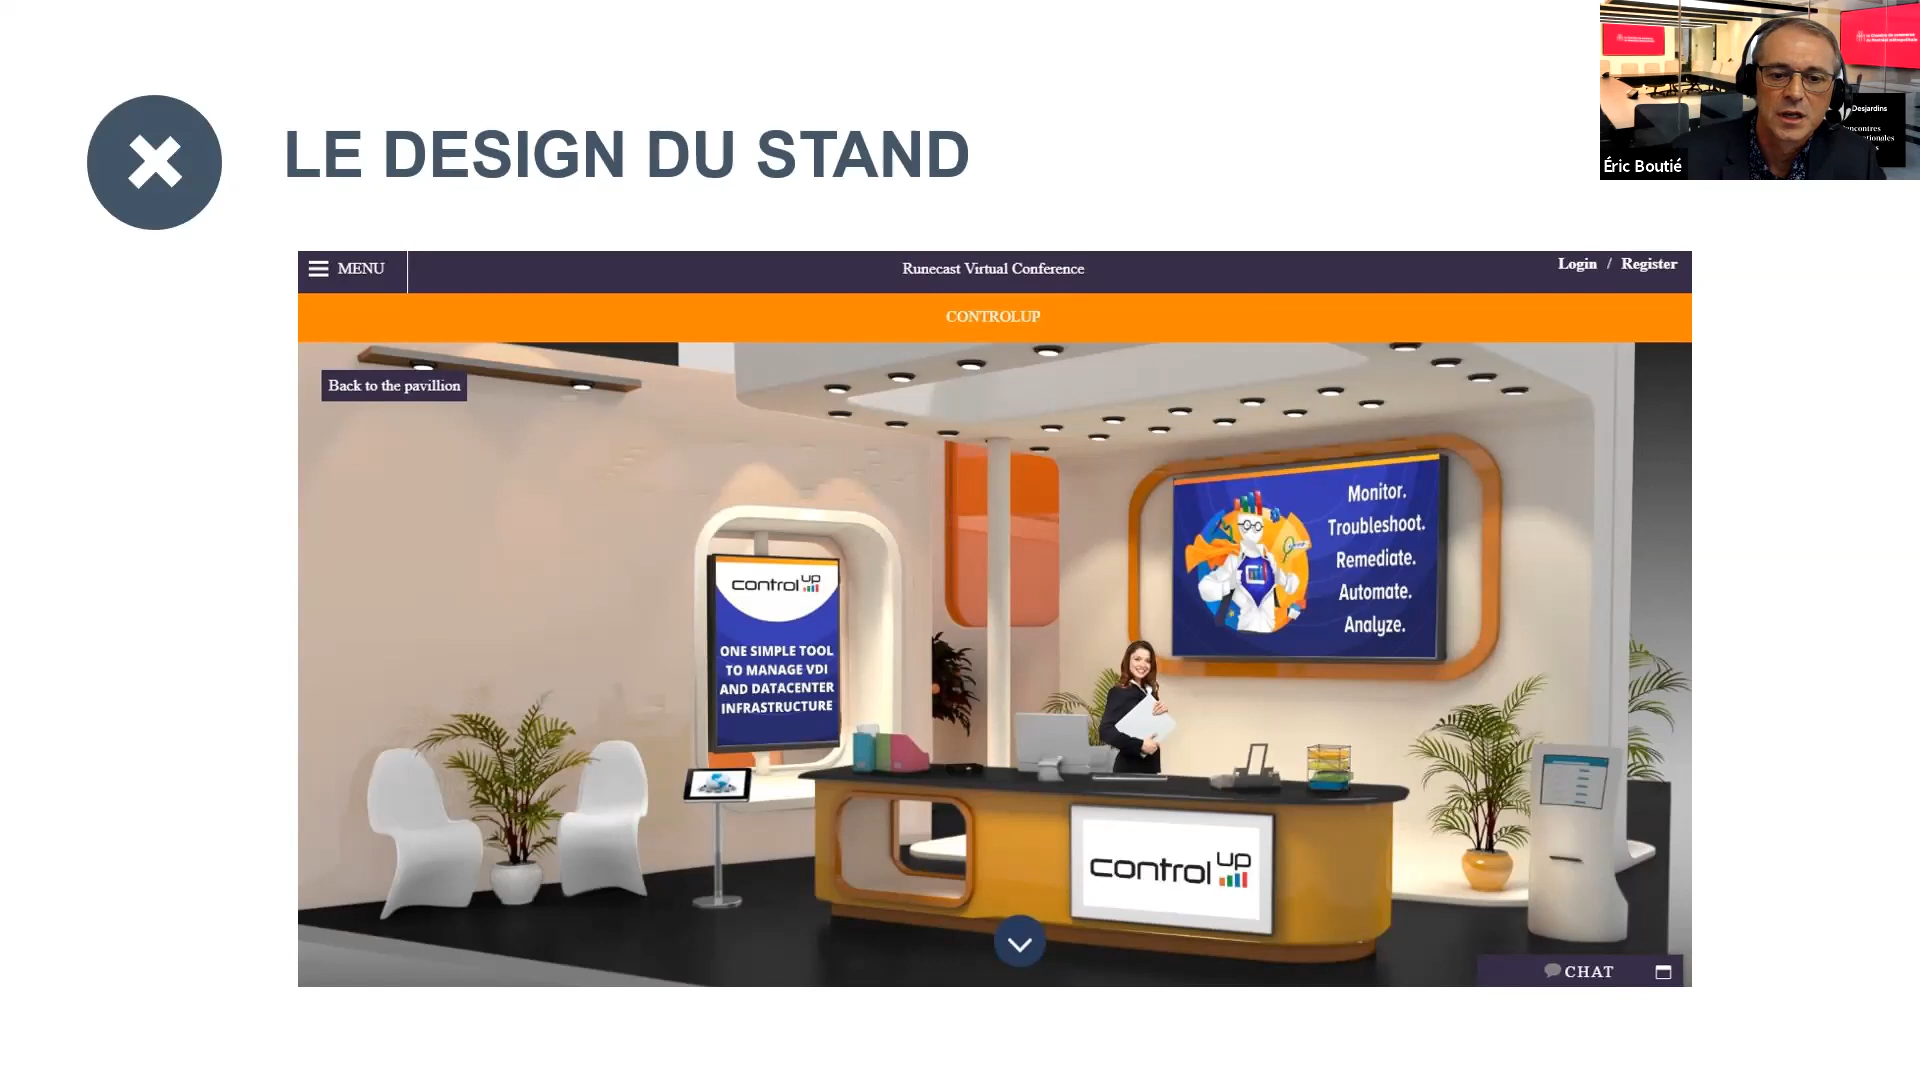 LE DESIGN DU STAND
Desjardins
Éric Boutié
MENU
Runecast Virtual Conference
Login / Register
CONTROLUP
Back to the pavillion
control up
ONE SIMPLE TOOL
TO MANAGE VDI
AND DATACENTER
INFRASTRUCTURE
Monitor.
Troubleshoot.
Remediate.
Automate.
Analyze.
control up
CHAT